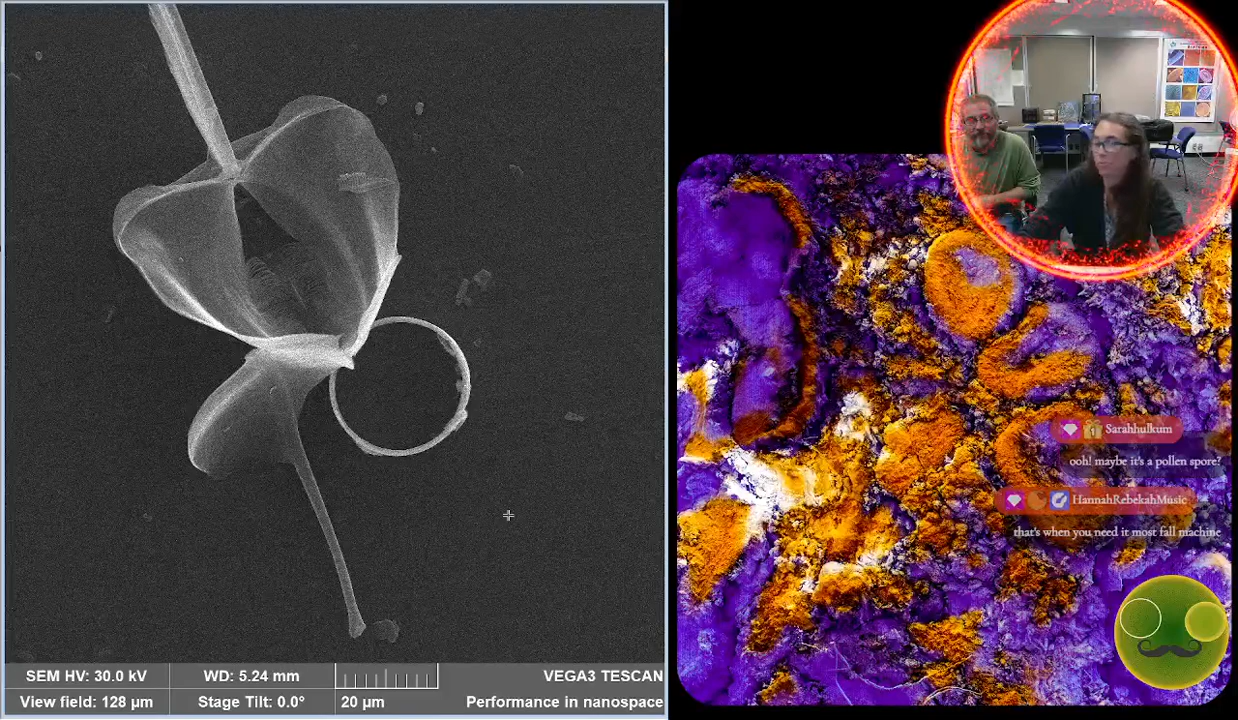 SEM HV: 30.0 kV
WD: 5.24 mm
VEGA3 TESCAN
View field: 128 µm
Stage Tilt: 0.0°
20 µm
Performance in nanospace
Sarahhulkum
ooh! maybe it's a pollen spore?
HannahRebekahMusic
that's when you need it most fall machine